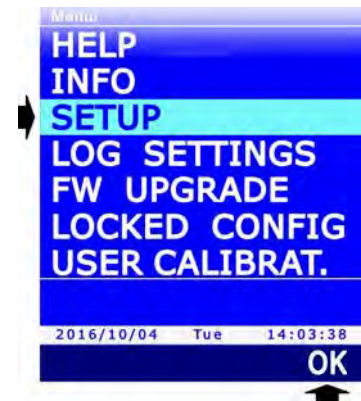 Menu
HELP
INFO
SETUP
LOG SETTINGS
FW UPGRADE
LOCKED CONFIG
USER CALIBRAT.
2016/10/04 Tue 14:03:38
OK